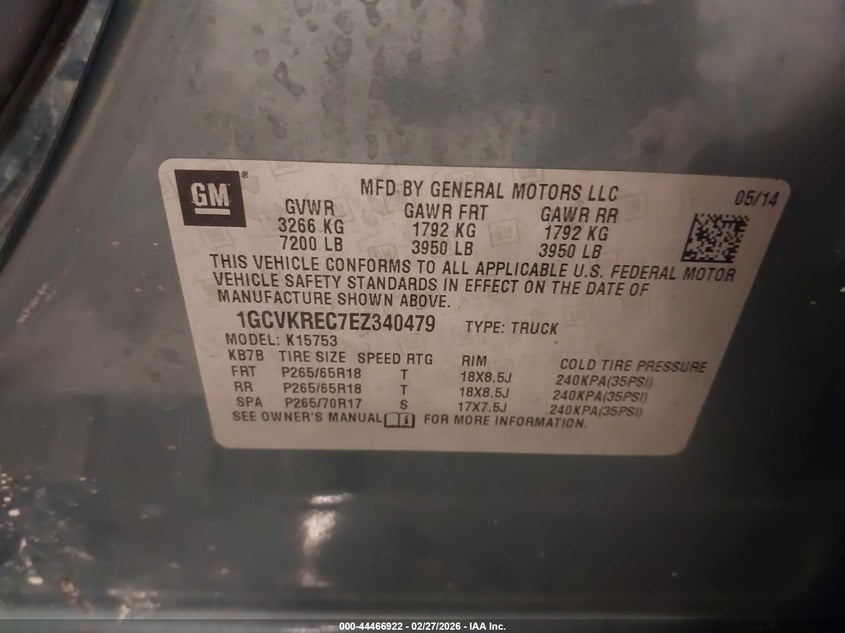 GM ®
MFD BY GENERAL MOTORS LLC
05/14
GVWR GAWR FRT GAWR RR
3266 KG 1792 KG 1792 KG
7200 LB 3950 LB 3950 LB
THIS VEHICLE CONFORMS TO ALL APPLICABLE U.S. FEDERAL MOTOR
VEHICLE SAFETY STANDARDS IN EFFECT ON THE DATE OF
MANUFACTURE SHOWN ABOVE.
1GCVKREC7EZ340479 TYPE: TRUCK
MODEL: K15753
KB7B TIRE SIZE SPEED RTG RIM COLD TIRE PRESSURE
FRT P265/65R18 T 18X8.5J 240KPA(35PSI)
RR P265/65R18 T 18X8.5J 240KPA(35PSI)
SPA P265/70R17 S 17X7.5J 240KPA(35PSI)
SEE OWNER'S MANUAL FOR MORE INFORMATION.
000-44466922 - 02/27/2026 - IAA Inc.